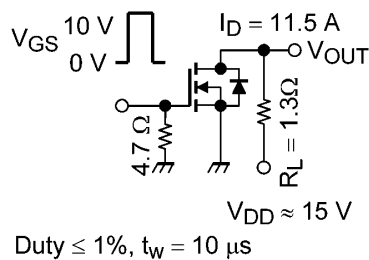 V_GS 10 V
0 V
I_D = 11.5 A
V_OUT
4.7 Ω
R_L = 1.3Ω
V_DD ≈ 15 V
Duty ≤ 1%, t_w = 10 μs